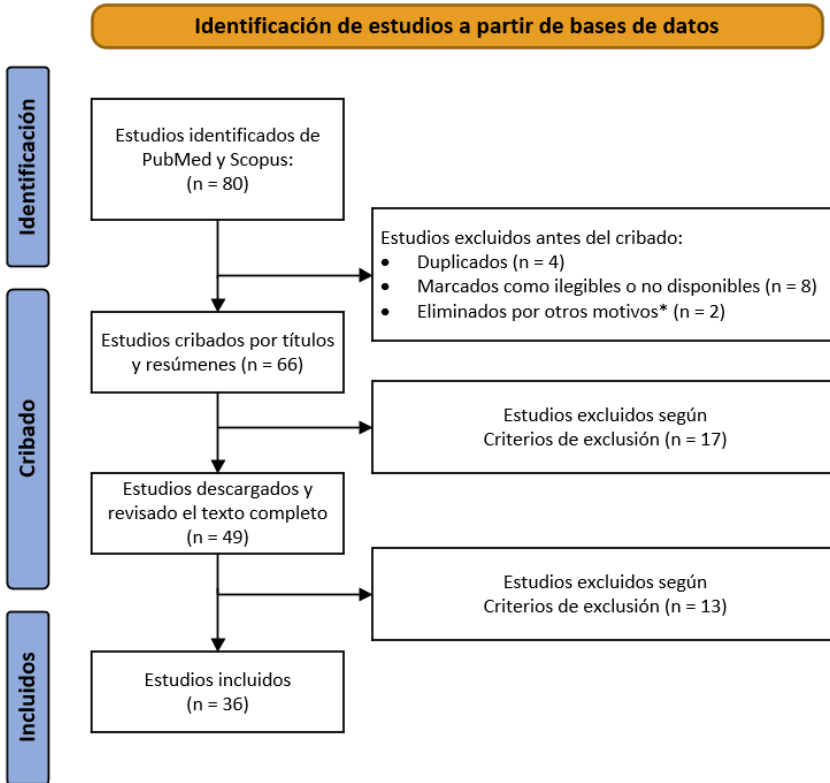 Identificación de estudios a partir de bases de datos
Identificación
Estudios identificados de
PubMed y Scopus:
(n = 80)
Estudios excluidos antes del cribado:
• Duplicados (n = 4)
• Marcados como ilegibles o no disponibles (n = 8)
• Eliminados por otros motivos* (n = 2)
Cribado
Estudios cribados por títulos
y resúmenes (n = 66)
Estudios excluidos según
Criterios de exclusión (n = 17)
Estudios descargados y
revisado el texto completo
(n = 49)
Estudios excluidos según
Criterios de exclusión (n = 13)
Incluidos
Estudios incluidos
(n = 36)